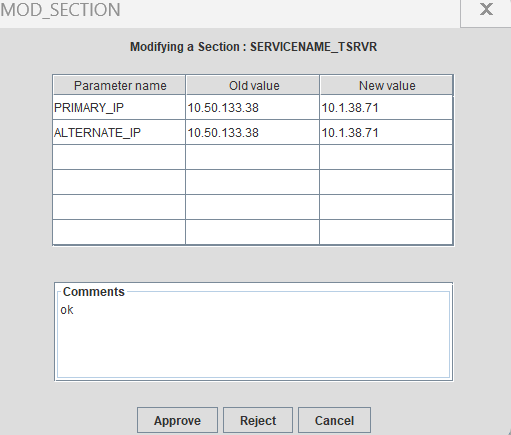 MOD_SECTION
X
Modifying a Section : SERVICENAME_TSRVR
Parameter name Old value New value
PRIMARY_IP 10.50.133.38 10.1.38.71
ALTERNATE_IP 10.50.133.38 10.1.38.71
Comments
ok
Approve Reject Cancel